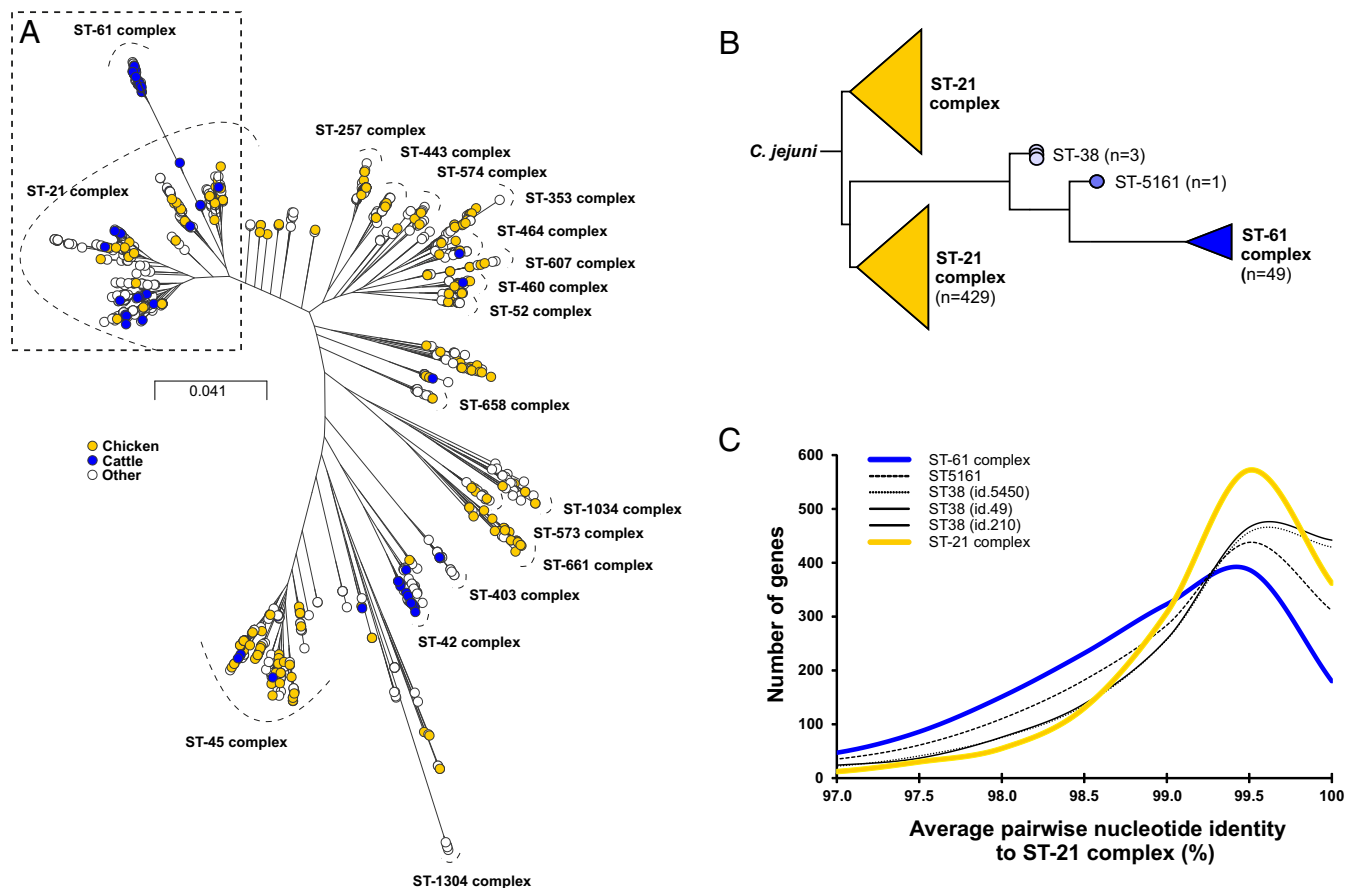 A
ST-61 complex
ST-21 complex
ST-257 complex
ST-443 complex
ST-574 complex
ST-353 complex
ST-464 complex
ST-607 complex
ST-460 complex
ST-52 complex
0.041
ST-658 complex
Chicken
Cattle
Other
ST-1034 complex
ST-573 complex
ST-661 complex
ST-403 complex
ST-42 complex
ST-45 complex
ST-1304 complex
B
ST-21
complex
C. jejuni
ST-38 (n=3)
ST-5161 (n=1)
ST-61
complex
(n=49)
ST-21
complex
(n=429)
C
600
500
400
300
200
100
0
Number of genes
ST-61 complex
ST5161
ST38 (id.5450)
ST38 (id.49)
ST38 (id.210)
ST-21 complex
97.0 97.5 98.0 98.5 99.0 99.5 100
Average pairwise nucleotide identity
to ST-21 complex (%)